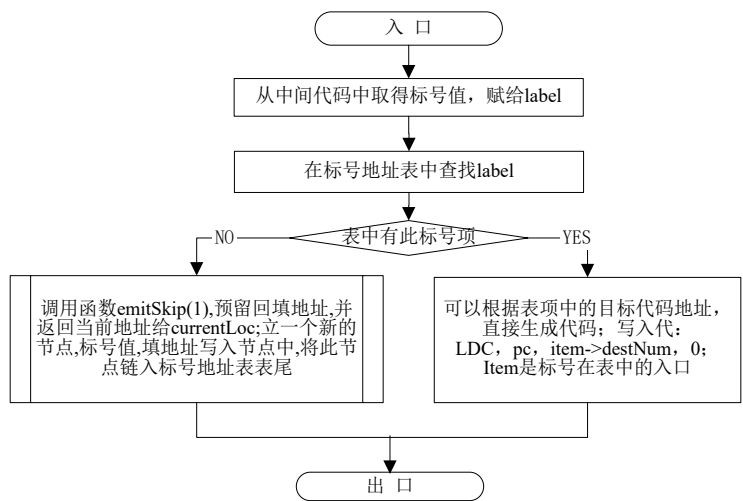 入 口
从中间代码中取得标号值，赋给label
在标号地址表中查找label
表中有此标号项
NO
YES
调用函数emitSkip(1),预留回填地址,并
返回当前地址给currentLoc;立一个新的
节点,标号值,填地址写入节点中,将此节
点链入标号地址表表尾
可以根据表项中的目标代码地址，
直接生成代码；写入代：
LDC，pc，item->destNum，0；
Item是标号在表中的入口
出 口